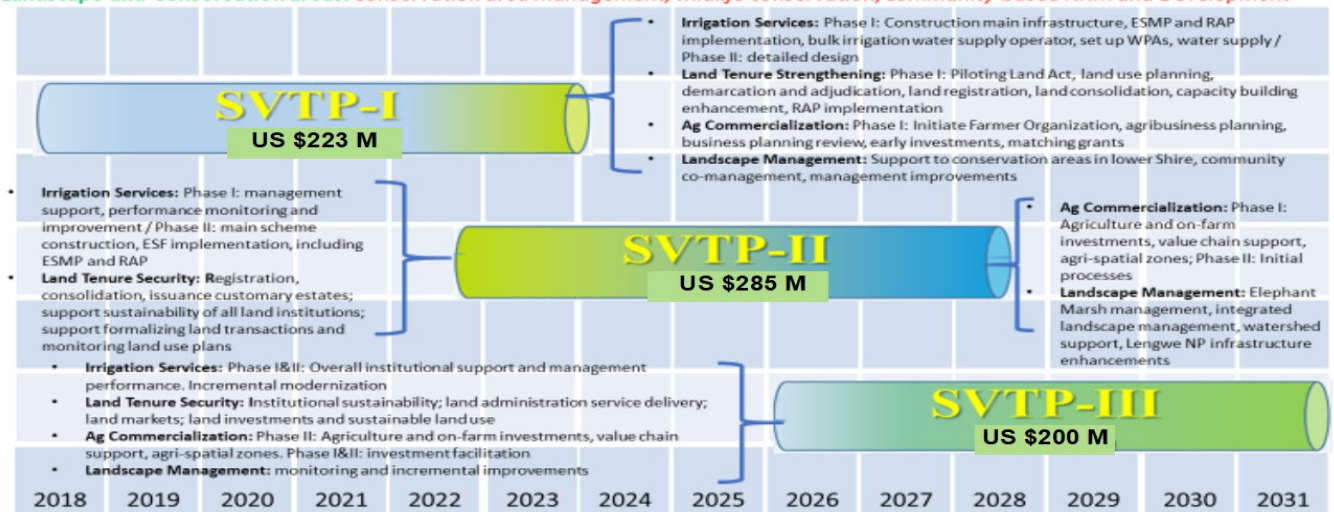 Landscape and Conservation areas: conservation area management, wildlife conservation, community-based NRM and Development
• Irrigation Services: Phase I: Construction main infrastructure, ESMP and RAP
implementation, bulk irrigation water supply operator, set up WPAs, water supply /
Phase II: detailed design
• Land Tenure Strengthening: Phase I: Piloting Land Act, land use planning,
demarcation and adjudication, land registration, land consolidation, capacity building
enhancement, RAP implementation
• Ag Commercialization: Phase I: Initiate Farmer Organization, agribusiness planning,
business planning review, early investments, matching grants
• Landscape Management: Support to conservation areas in lower Shire, community
co-management, management improvements
SVTP-I
US $223 M
• Irrigation Services: Phase I: management
support, performance monitoring and
improvement / Phase II: main scheme
construction, ESF implementation, including
ESMP and RAP
• Land Tenure Security: Registration,
consolidation, issuance customary estates;
support sustainability of all land institutions;
support formalizing land transactions and
monitoring land use plans
SVTP-II
US $285 M
• Ag Commercialization: Phase I:
Agriculture and on-farm
investments, value chain support,
agri-spatial zones; Phase II: Initial
processes
• Landscape Management: Elephant
Marsh management, integrated
landscape management, watershed
support, Lengwe NP infrastructure
enhancements
• Irrigation Services: Phase I&II: Overall institutional support and management
performance. Incremental modernization
• Land Tenure Security: Institutional sustainability; land administration service delivery;
land markets; land investments and sustainable land use
• Ag Commercialization: Phase II: Agriculture and on-farm investments, value chain
support, agri-spatial zones. Phase I&II: investment facilitation
• Landscape Management: monitoring and incremental improvements
SVTP-III
US $200 M
2018 2019 2020 2021 2022 2023 2024 2025 2026 2027 2028 2029 2030 2031